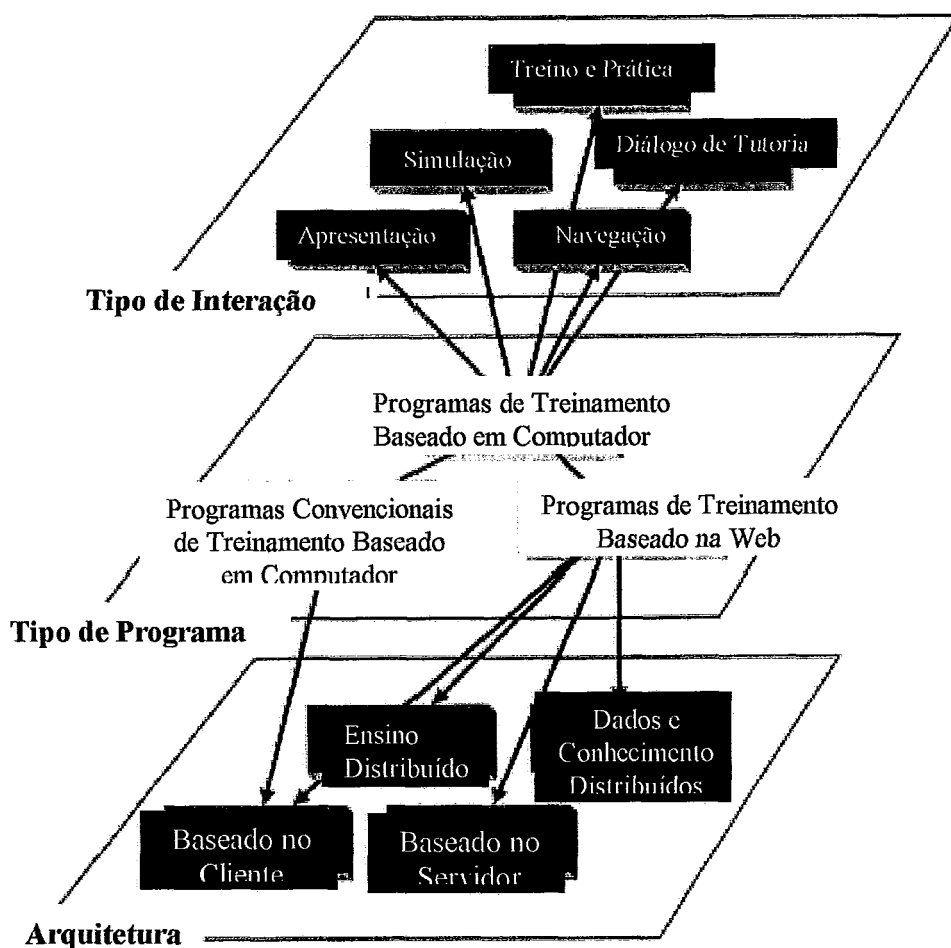 Treino e Prática
Diálogo de Tutoria
Simulação
Apresentação
Navegação
Tipo de Interação
Programas de Treinamento
Baseado em Computador
Programas Convencionais
de Treinamento Baseado
em Computador
Programas de Treinamento
Baseado na Web
Tipo de Programa
Ensino
Distribuído
Dados e
Conhecimento
Distribuídos
Baseado no
Cliente
Baseado no
Servidor
Arquitetura